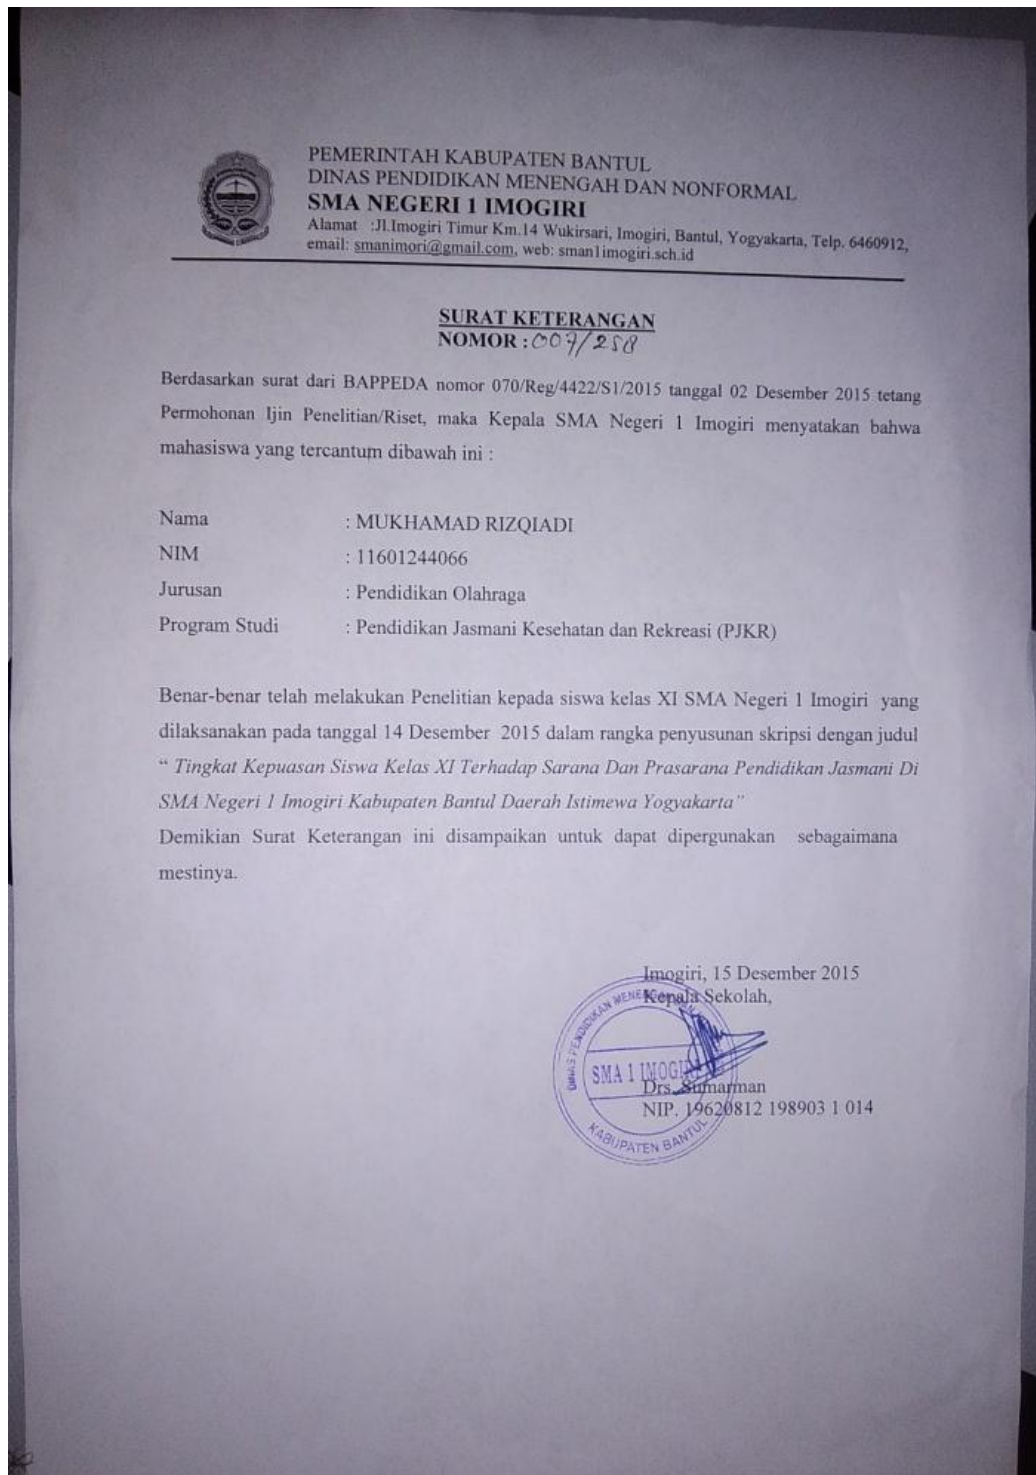 PEMERINTAH KABUPATEN BANTUL
DINAS PENDIDIKAN MENENGAH DAN NONFORMAL
SMA NEGERI 1 IMOGIRI
Alamat :Jl.Imogiri Timur Km.14 Wukirsari, Imogiri, Bantul, Yogyakarta, Telp. 6460912,
email: smanimori@gmail.com, web: sman1imogiri.sch.id
SURAT KETERANGAN
NOMOR : 007/258
Berdasarkan surat dari BAPPEDA nomor 070/Reg/4422/S1/2015 tanggal 02 Desember 2015 tetang
Permohonan Ijin Penelitian/Riset, maka Kepala SMA Negeri 1 Imogiri menyatakan bahwa
mahasiswa yang tercantum dibawah ini :
Nama : MUKHAMAD RIZQIADI
NIM : 11601244066
Jurusan : Pendidikan Olahraga
Program Studi : Pendidikan Jasmani Kesehatan dan Rekreasi (PJKR)
Benar-benar telah melakukan Penelitian kepada siswa kelas XI SMA Negeri 1 Imogiri yang
dilaksanakan pada tanggal 14 Desember 2015 dalam rangka penyusunan skripsi dengan judul
“ Tingkat Kepuasan Siswa Kelas XI Terhadap Sarana Dan Prasarana Pendidikan Jasmani Di
SMA Negeri 1 Imogiri Kabupaten Bantul Daerah Istimewa Yogyakarta”
Demikian Surat Keterangan ini disampaikan untuk dapat dipergunakan sebagaimana
mestinya.
Imogiri, 15 Desember 2015
Kepala Sekolah,
DINAS PENDIDIKAN MENENGAH
SMA 1 IMOGIRI
KABUPATEN BANTUL
Drs. Sumarman
NIP. 19620812 198903 1 014